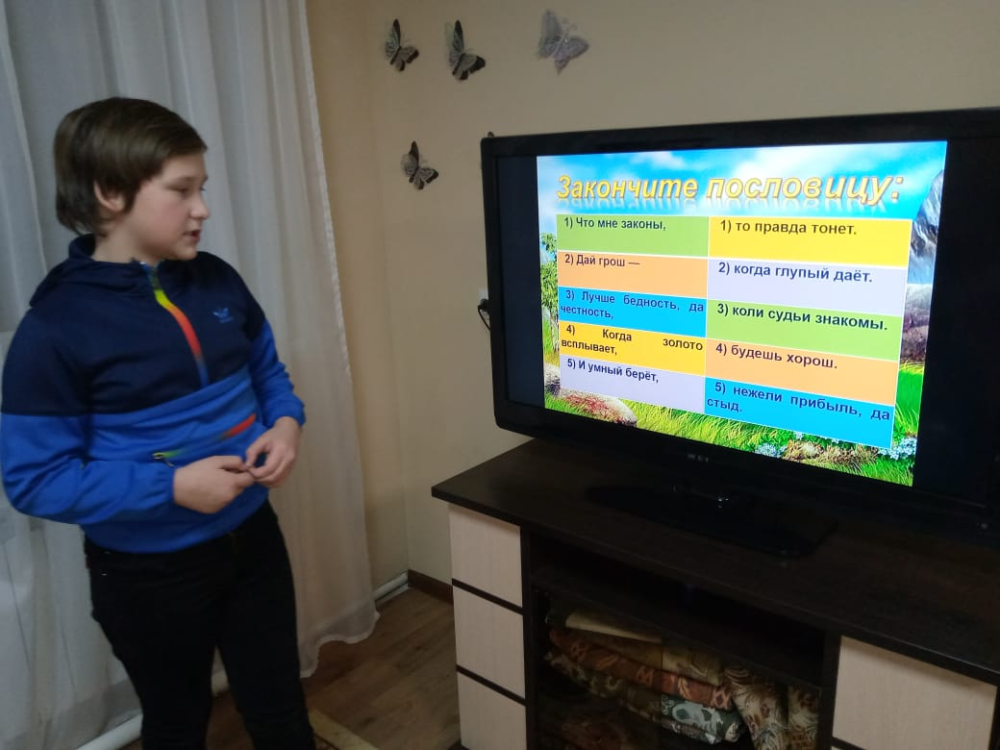 Закончите пословицу:
1) Что мне законы,
1) то правда тонет.
2) Дай грош —
2) когда глупый даёт.
3) Лучше бедность, да
честность,
3) коли судьи знакомы.
4) Когда золото
всплывает,
4) будешь хорош.
5) И умный берёт,
5) нежели прибыль, да
стыд.